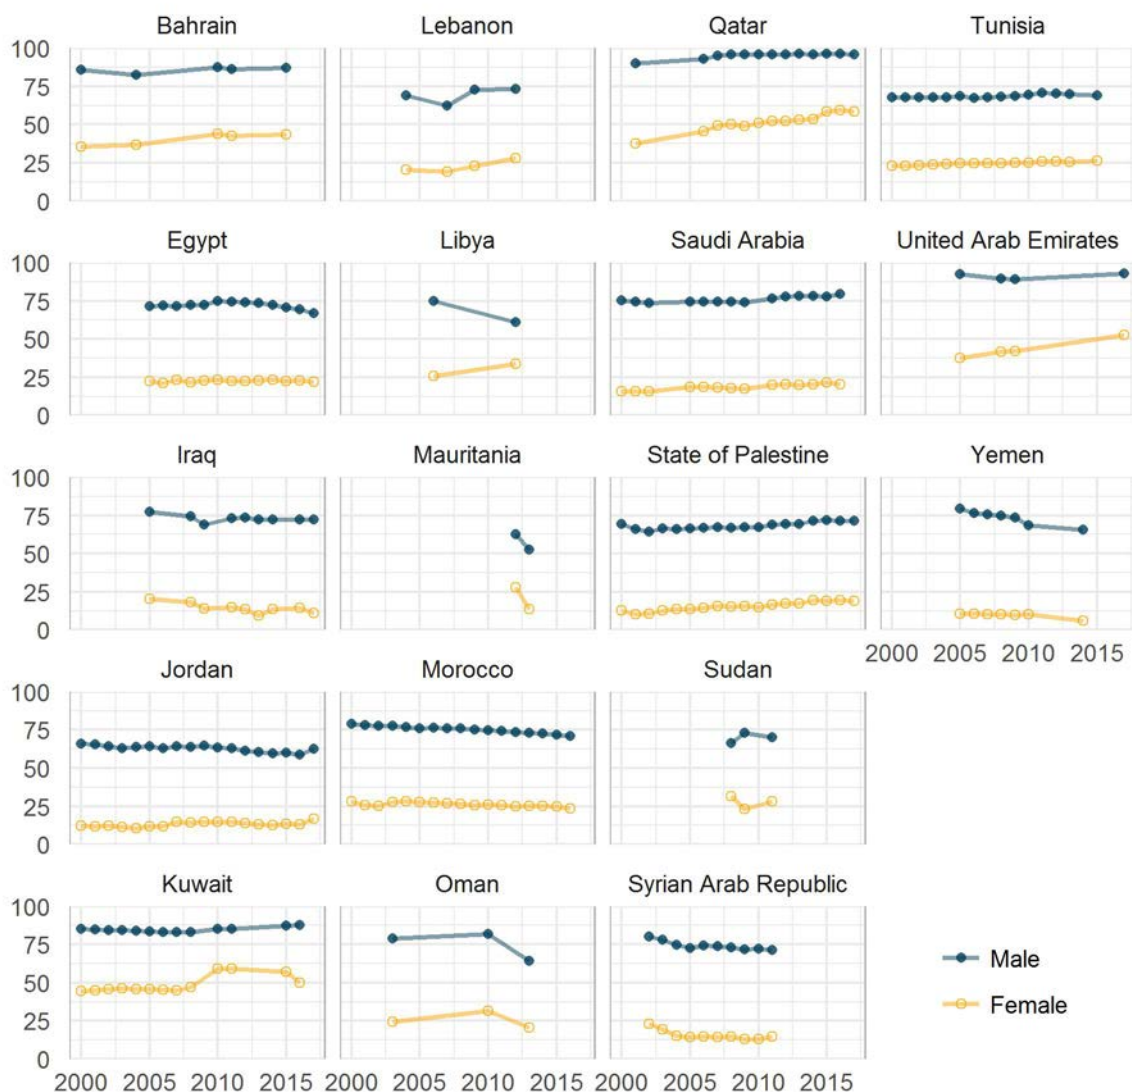 Bahrain Lebanon Qatar Tunisia
100
75
50
25
0
Egypt Libya Saudi Arabia United Arab Emirates
100
75
50
25
0
Iraq Mauritania State of Palestine Yemen
100
75
50
25
0
2000 2005 2010 2015
Jordan Morocco Sudan
100
75
50
25
0
Kuwait Oman Syrian Arab Republic
100
75
50
25
0
Male
Female
2000 2005 2010 2015 2000 2005 2010 2015 2000 2005 2010 2015